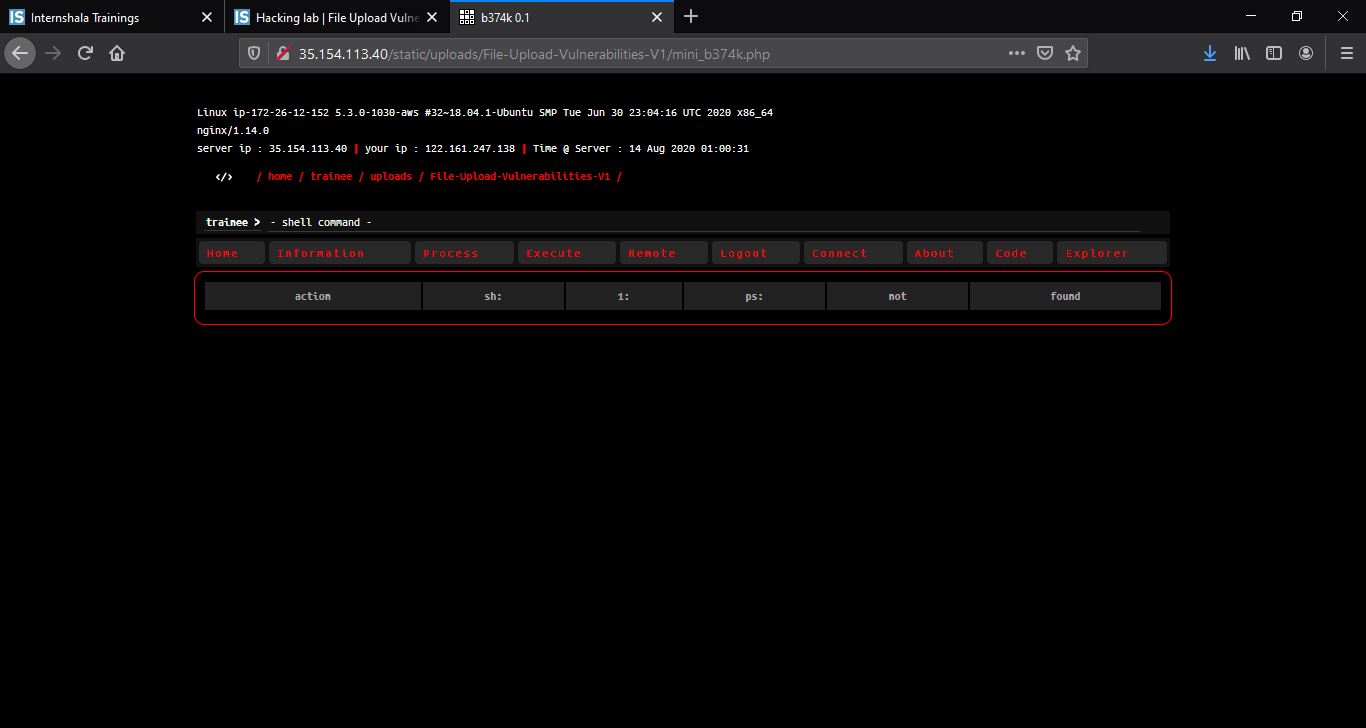 Internshala Trainings
Hacking lab | File Upload Vulne
b374k 0.1
35.154.113.40/static/uploads/File-Upload-Vulnerabilities-V1/mini_b374k.php
Linux ip-172-26-12-152 5.3.0-1030-aws #32~18.04.1-Ubuntu SMP Tue Jun 30 23:04:16 UTC 2020 x86_64
nginx/1.14.0
server ip : 35.154.113.40 | your ip : 122.161.247.138 | Time @ Server : 14 Aug 2020 01:00:31
</> / home / trainee / uploads / File-Upload-Vulnerabilities-V1 /
trainee > - shell command -
Home Information Process Execute Remote Logout Connect About Code Explorer
action sh: 1: ps: not found